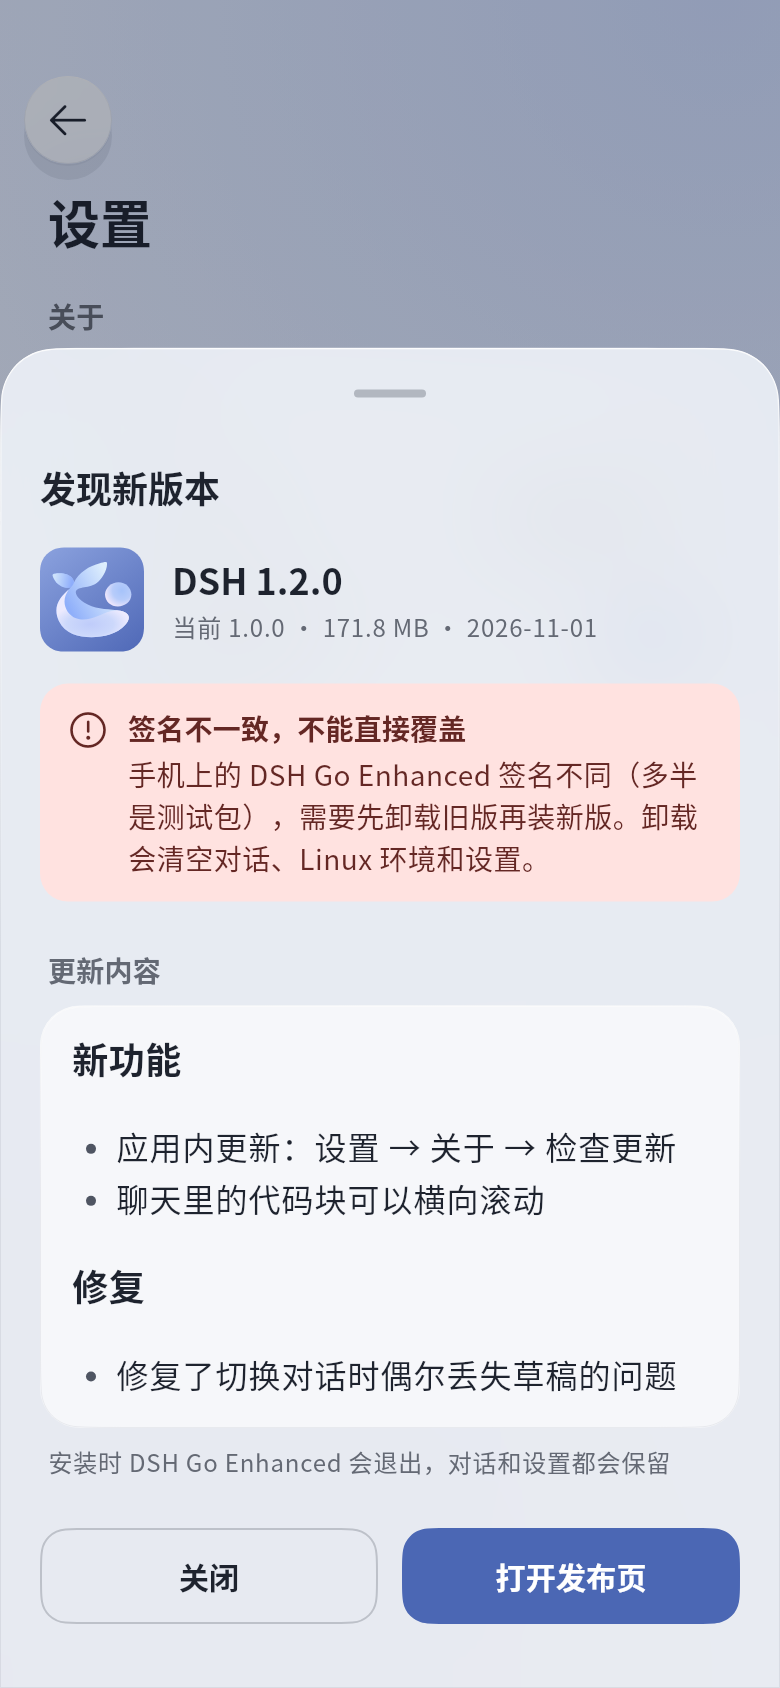 设置
关于
发现新版本
DSH 1.2.0
当前 1.0.0 · 171.8 MB · 2026-11-01
签名不一致，不能直接覆盖
手机上的 DSH Go Enhanced 签名不同（多半
是测试包），需要先卸载旧版再装新版。卸载
会清空对话、Linux 环境和设置。
更新内容
新功能
• 应用内更新：设置 → 关于 → 检查更新
• 聊天里的代码块可以横向滚动
修复
• 修复了切换对话时偶尔丢失草稿的问题
安装时 DSH Go Enhanced 会退出，对话和设置都会保留
关闭
打开发布页